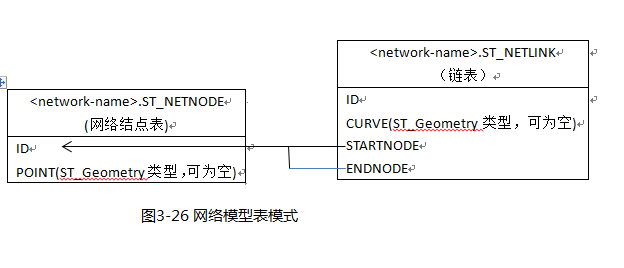 <network-name>.ST_NETNODE
(网络结点表)
ID
POINT(ST_Geometry 类型，可为空)
<network-name>.ST_NETLINK
（链表）
ID
CURVE(ST_Geometry 类型，可为空)
STARTNODE
ENDNODE
图3-26 网络模型表模式